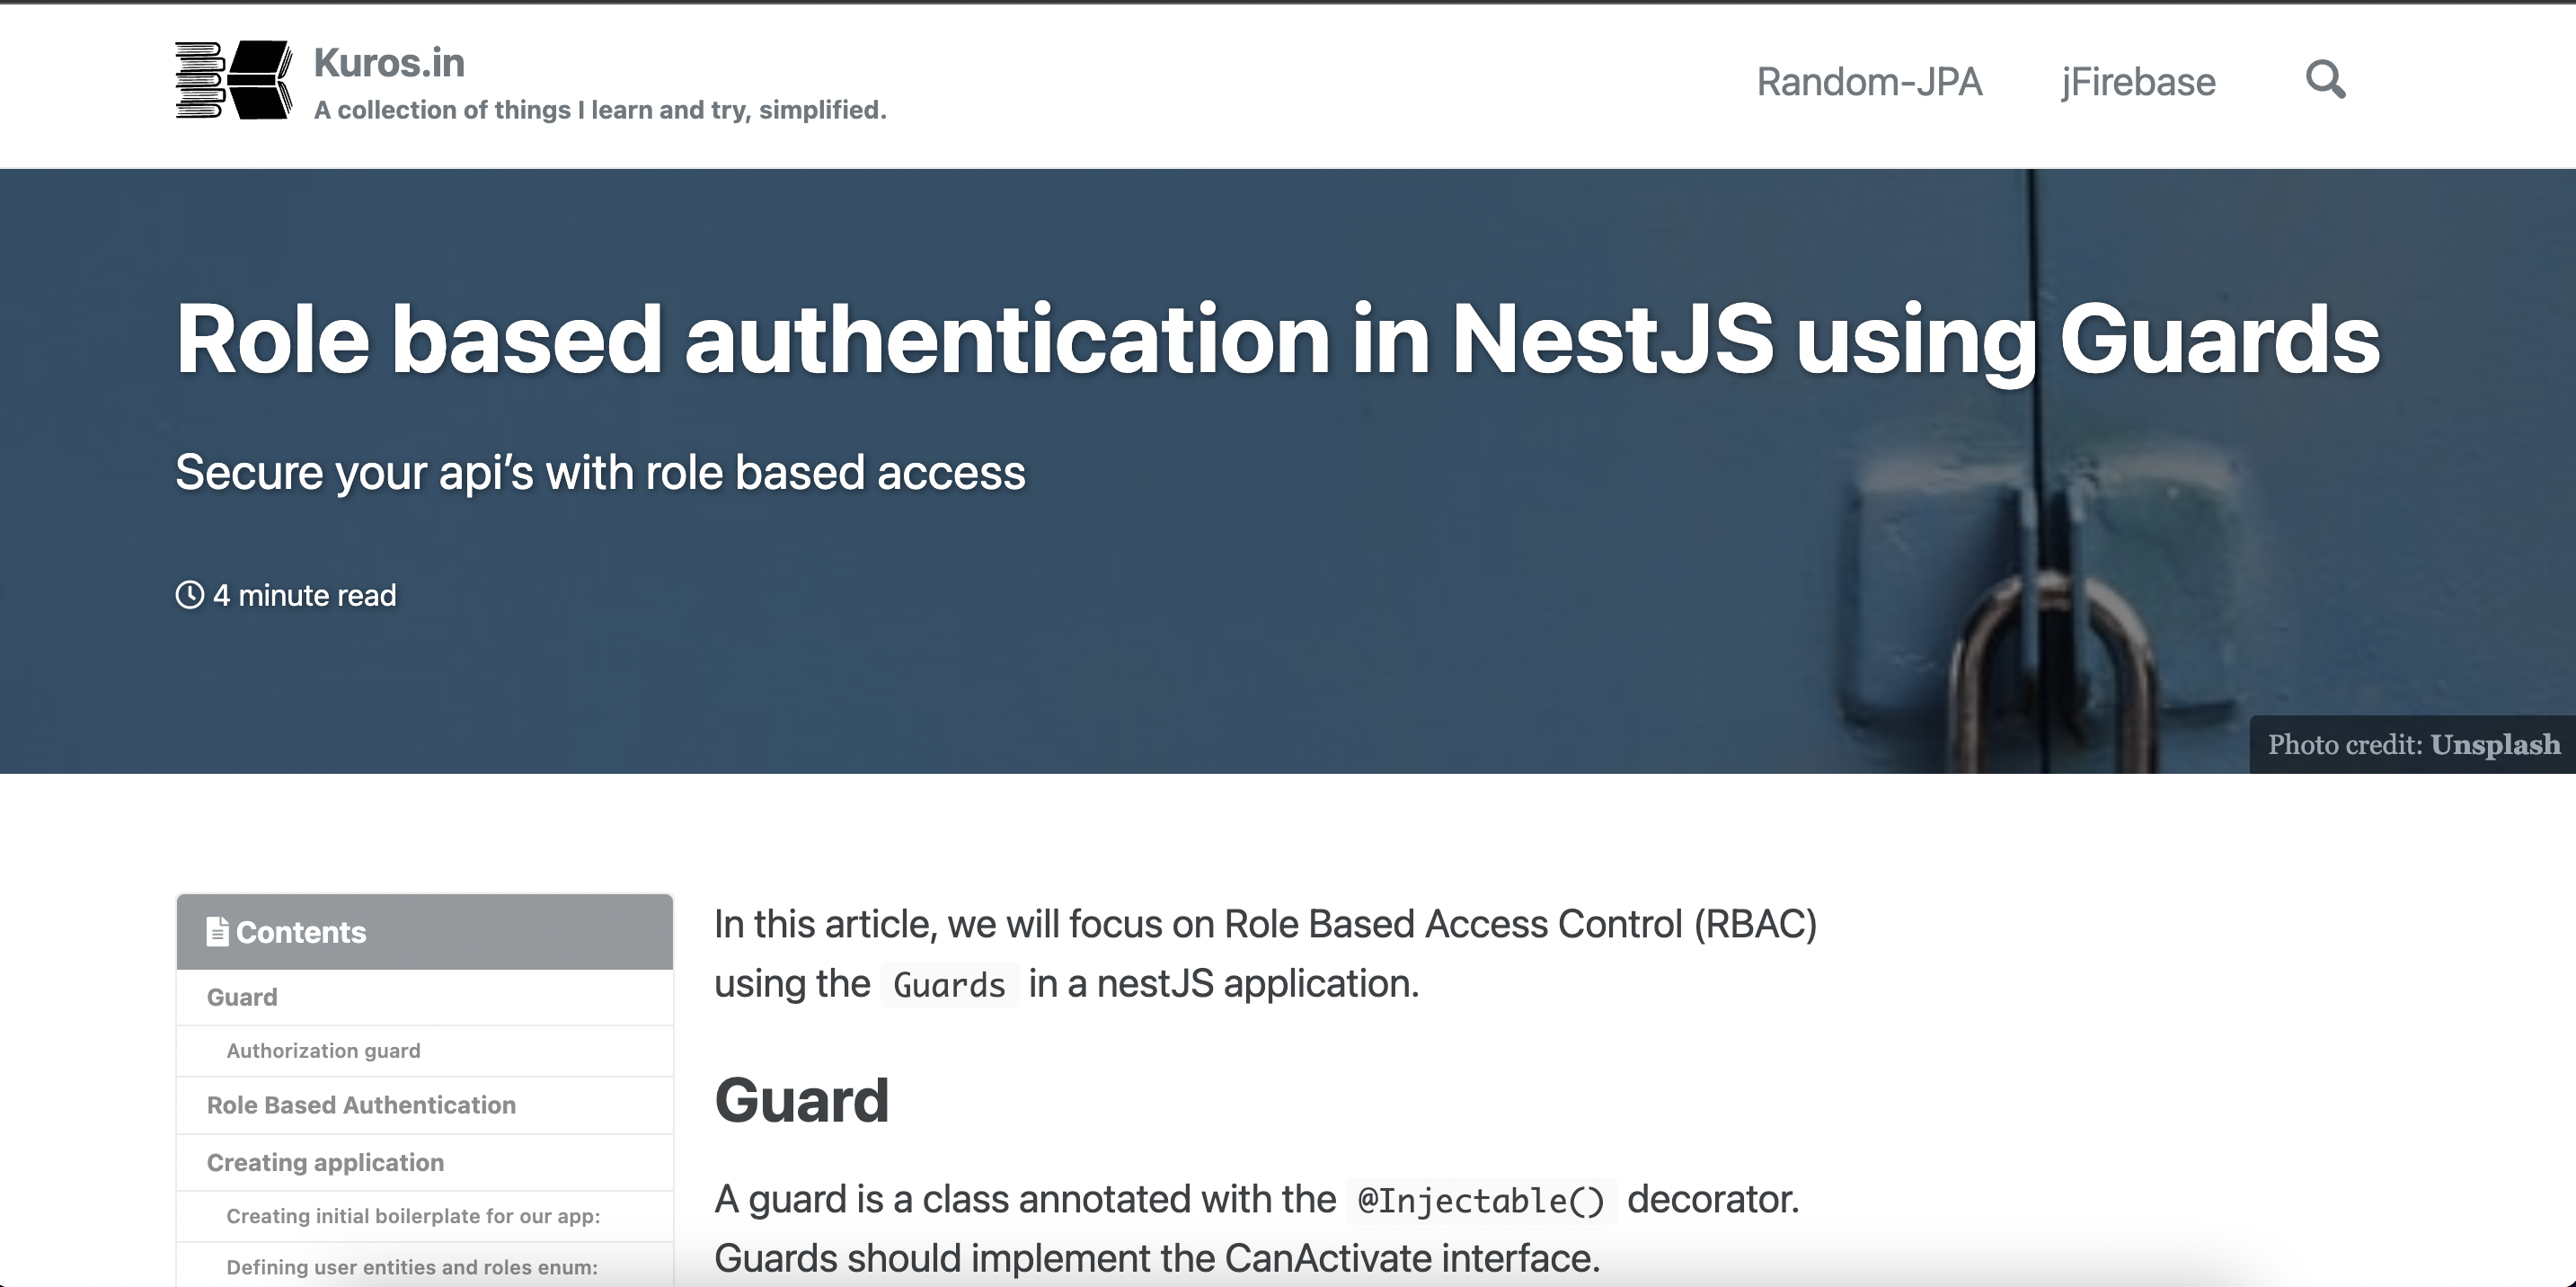 Kuros.in
A collection of things I learn and try, simplified.
Random-JPA
jFirebase
Role based authentication in NestJS using Guards
Secure your api’s with role based access
4 minute read
Photo credit: Unsplash
Contents
Guard
Authorization guard
Role Based Authentication
Creating application
Creating initial boilerplate for our app:
Defining user entities and roles enum:
In this article, we will focus on Role Based Access Control (RBAC)
using the Guards in a nestJS application.
Guard
A guard is a class annotated with the @Injectable() decorator.
Guards should implement the CanActivate interface.